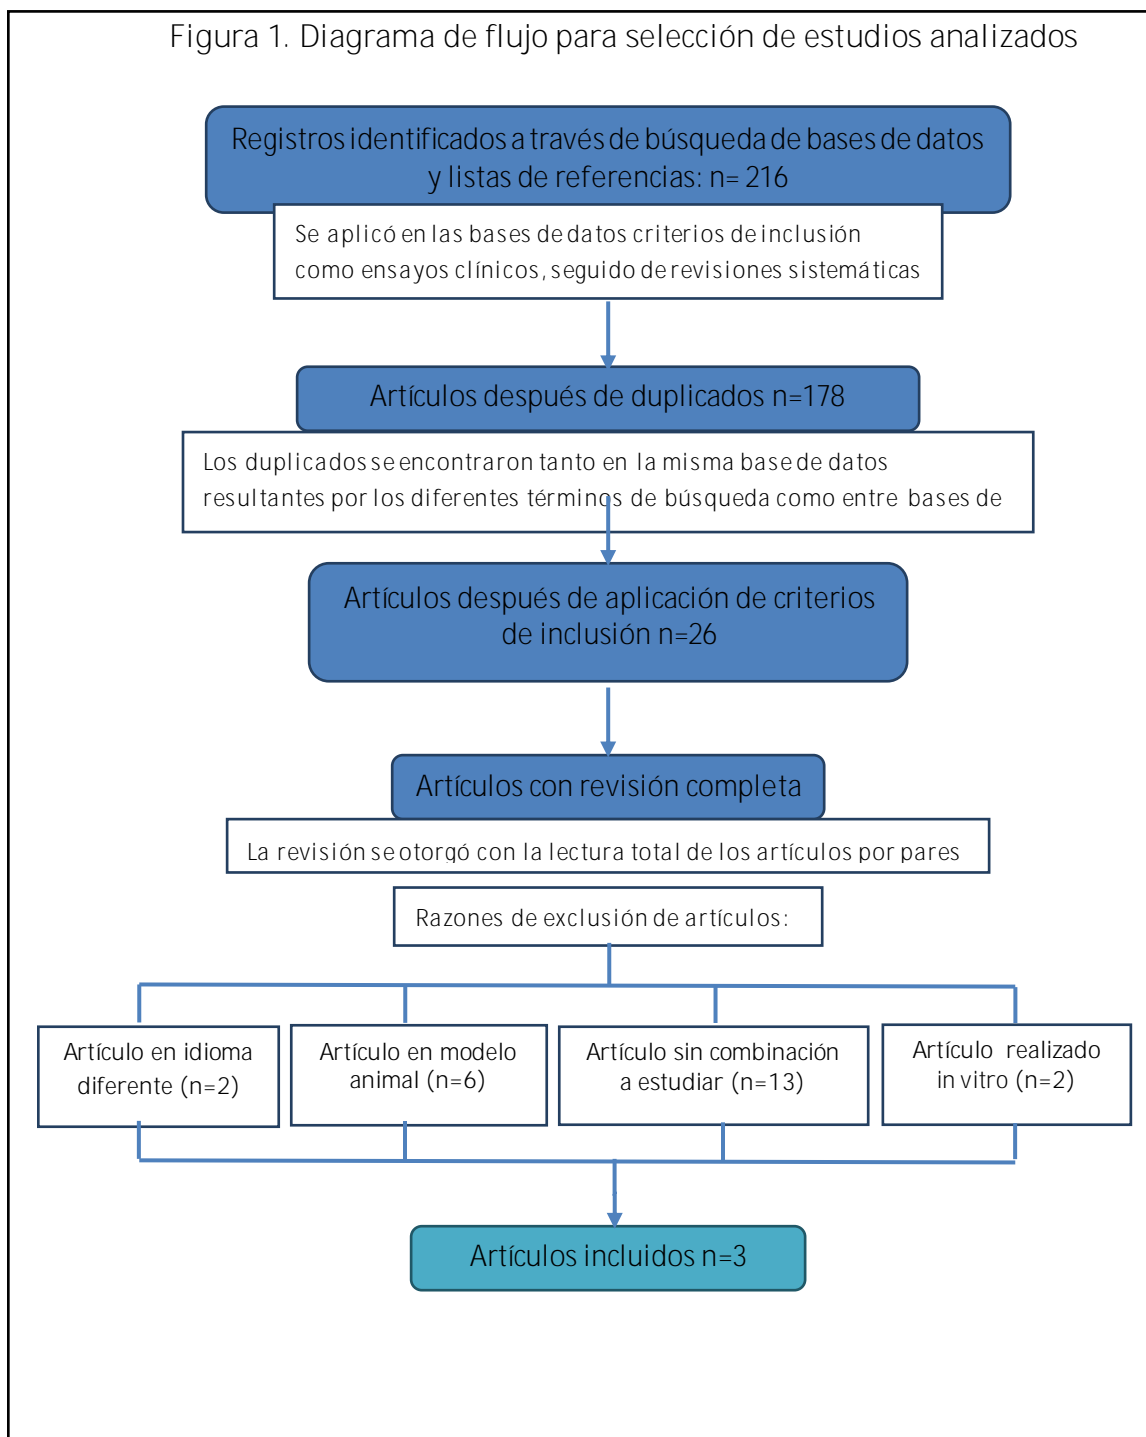 Figura 1. Diagrama de flujo para selección de estudios analizados
Registros identificados a través de búsqueda de bases de datos
y listas de referencias: n= 216
Se aplicó en las bases de datos criterios de inclusión
como ensayos clínicos, seguido de revisiones sistemáticas
Artículos después de duplicados n=178
Los duplicados se encontraron tanto en la misma base de datos
resultantes por los diferentes términos de búsqueda como entre bases de
Artículos después de aplicación de criterios
de inclusión n=26
Artículos con revisión completa
La revisión se otorgó con la lectura total de los artículos por pares
Razones de exclusión de artículos:
Artículo en idioma
diferente (n=2)
Artículo en modelo
animal (n=6)
Artículo sin combinación
a estudiar (n=13)
Artículo realizado
in vitro (n=2)
Artículos incluidos n=3